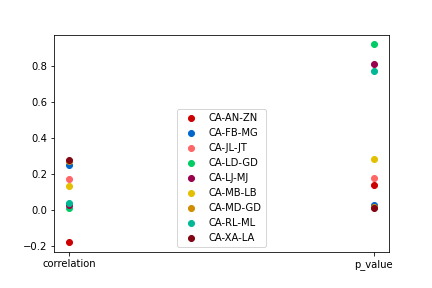 0.8
0.6
0.4
0.2
0.0
−0.2
CA-AN-ZN
CA-FB-MG
CA-JL-JT
CA-LD-GD
CA-LJ-MJ
CA-MB-LB
CA-MD-GD
CA-RL-ML
CA-XA-LA
correlation
p_value